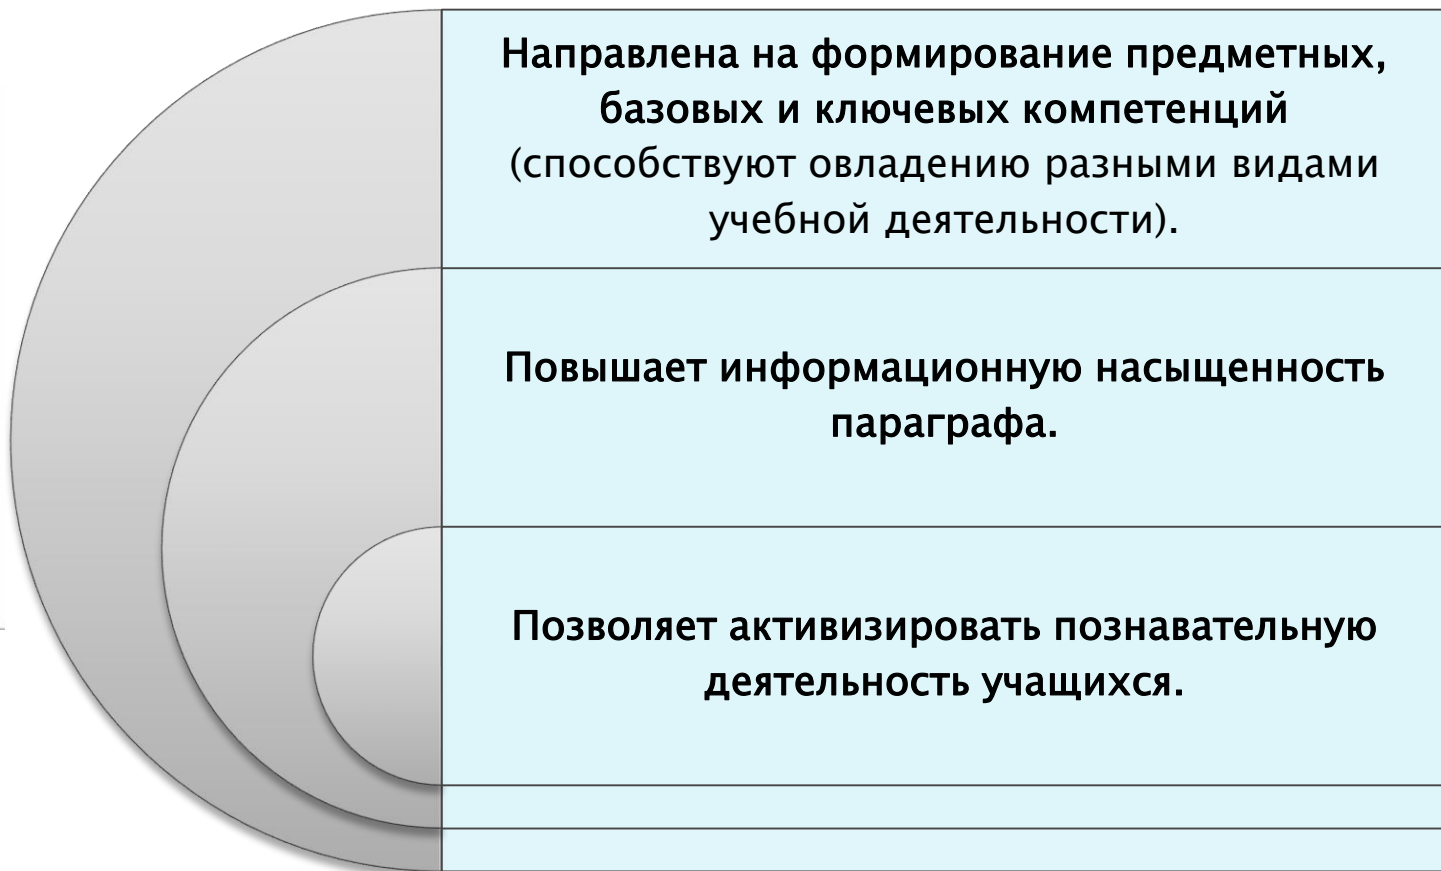 Направлена на формирование предметных,
базовых и ключевых компетенций
(способствуют овладению разными видами
учебной деятельности).
Повышает информационную насыщенность
параграфа.
Позволяет активизировать познавательную
деятельность учащихся.